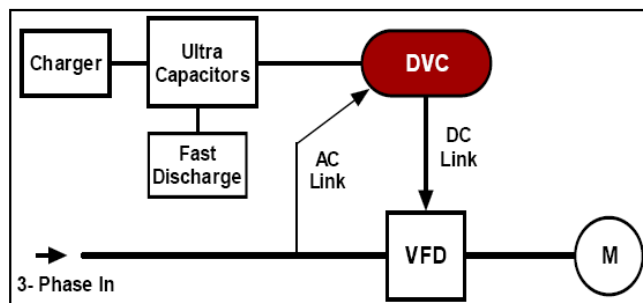 Charger
Ultra
Capacitors
DVC
Fast
Discharge
AC
Link
DC
Link
VFD
M
3- Phase In